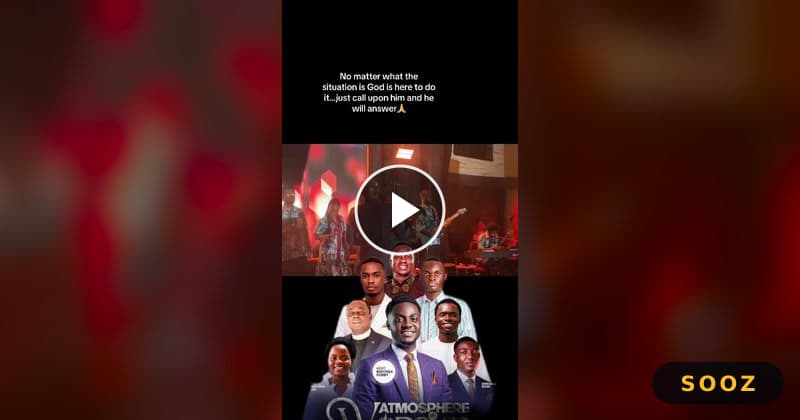 No matter what the
situation is God is here to do
it...just call upon him and he
will answer🙏
HOST
ATMOSPHERE
SOOZ